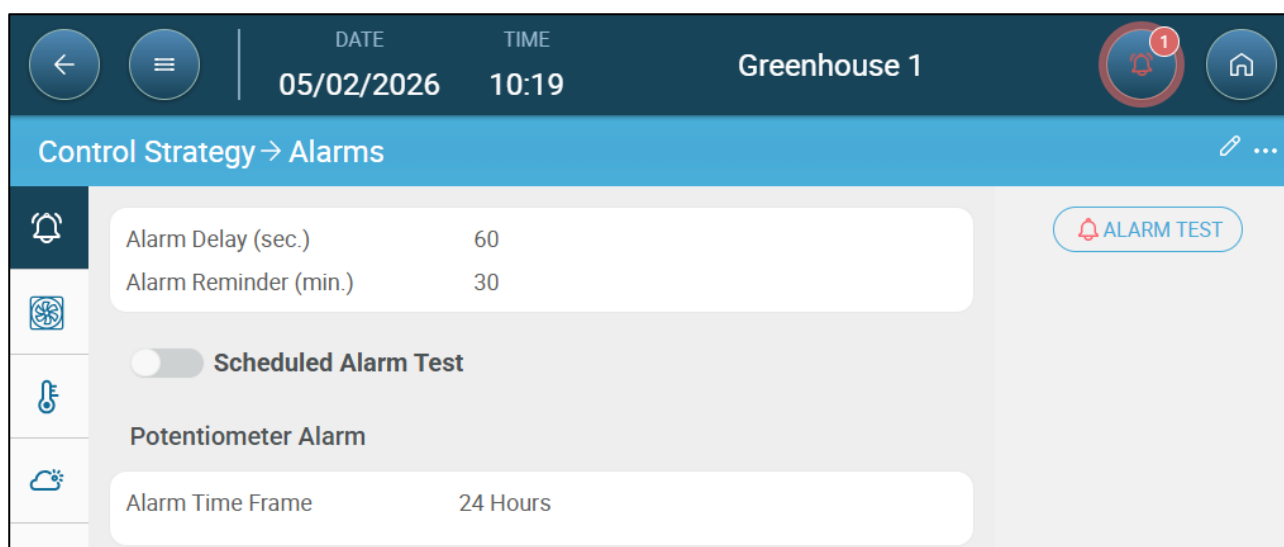 DATE TIME
05/02/2026 10:19 Greenhouse 1 1
Control Strategy → Alarms
Alarm Delay (sec.) 60
ALARM TEST
Alarm Reminder (min.) 30
Scheduled Alarm Test
Potentiometer Alarm
Alarm Time Frame 24 Hours